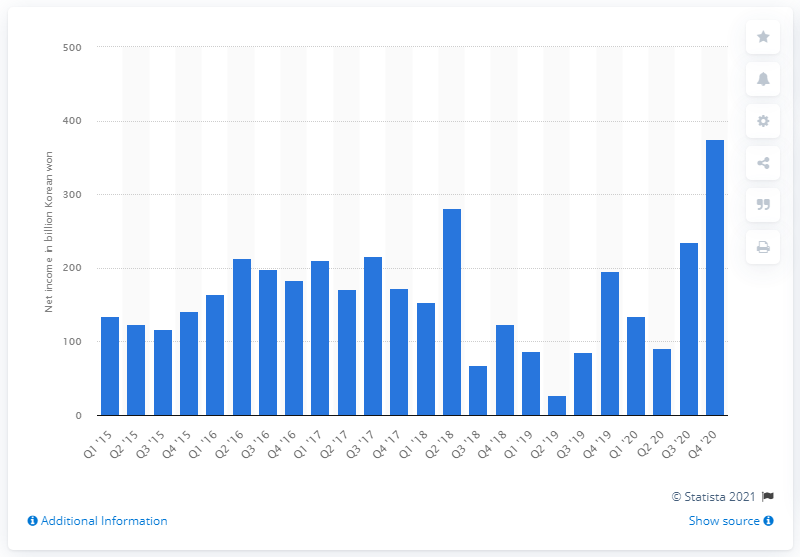 500
400
300
200
100
0
Net income in billion Korean won
Q1 '15
Q2 '15
Q3 '15
Q4 '15
Q1 '16
Q2 '16
Q3 '16
Q4 '16
Q1 '17
Q2 '17
Q3 '17
Q4 '17
Q1 '18
Q2 '18
Q3 '18
Q4 '18
Q1 '19
Q2 '19
Q3 '19
Q4 '19
Q1 '20
Q2 20
Q3 '20
Q4 '20
© Statista 2021
Additional Information
Show source